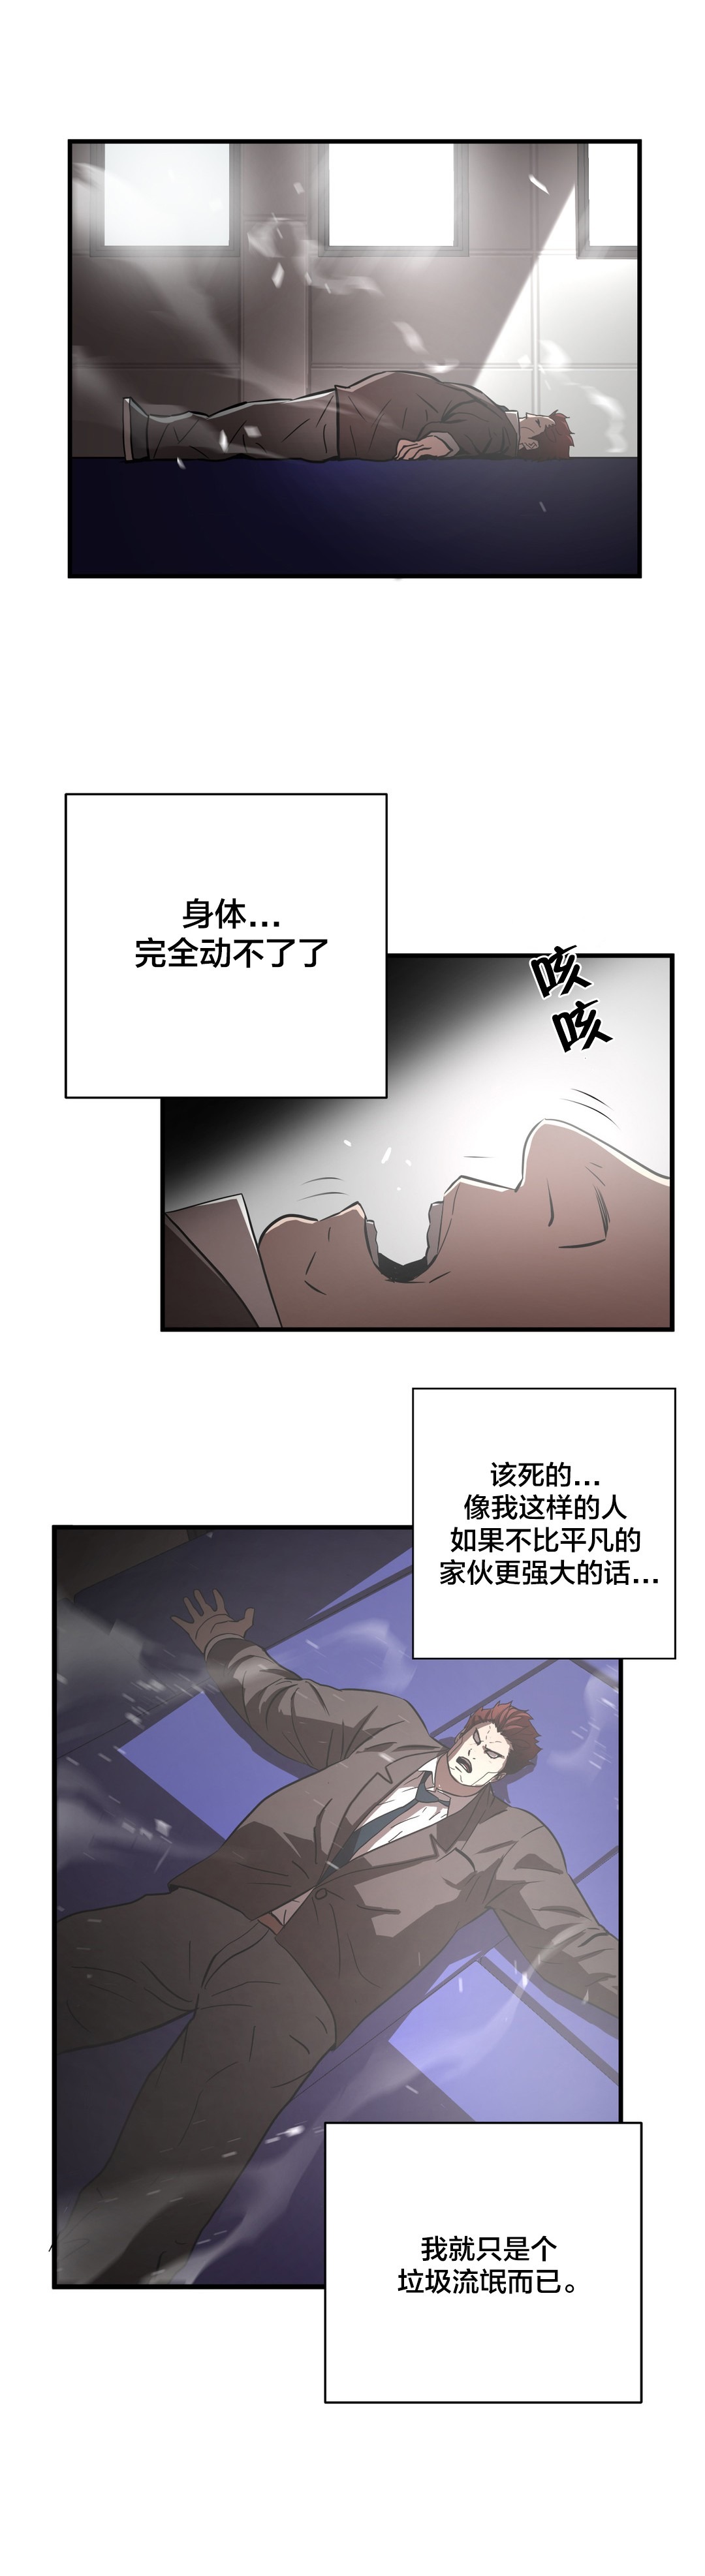 身体...
完全动不了了
咳
咳
该死的...
像我这样的人
如果不比平凡的
家伙更强大的话...
我就只是个
垃圾流氓而已。